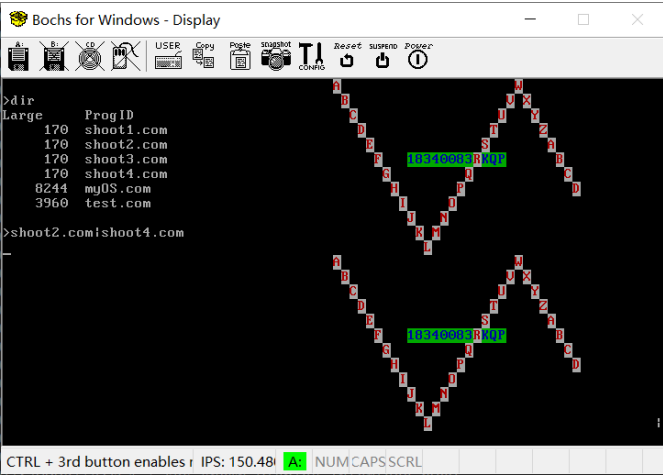 Bochs for Windows - Display
A: B: CD USER Copy Paste snapshot CONFIG Reset SUSPEND Power
A W
>dir B V X
Large ProgID C U Y
170 shoot1.com D T Z
170 shoot2.com E S A
170 shoot3.com F 18340083RKQP B
170 shoot4.com G Q C
8244 myOS.com H P D
3960 test.com I O
J N
>shoot2.com|shoot4.com K M
L
A W
B V X
C U Y
D T Z
E S A
F 18340083RKQP B
G Q C
H P D
I O
J N
K M
L
CTRL + 3rd button enables IPS: 150.48 A: NUM CAPS SCRL